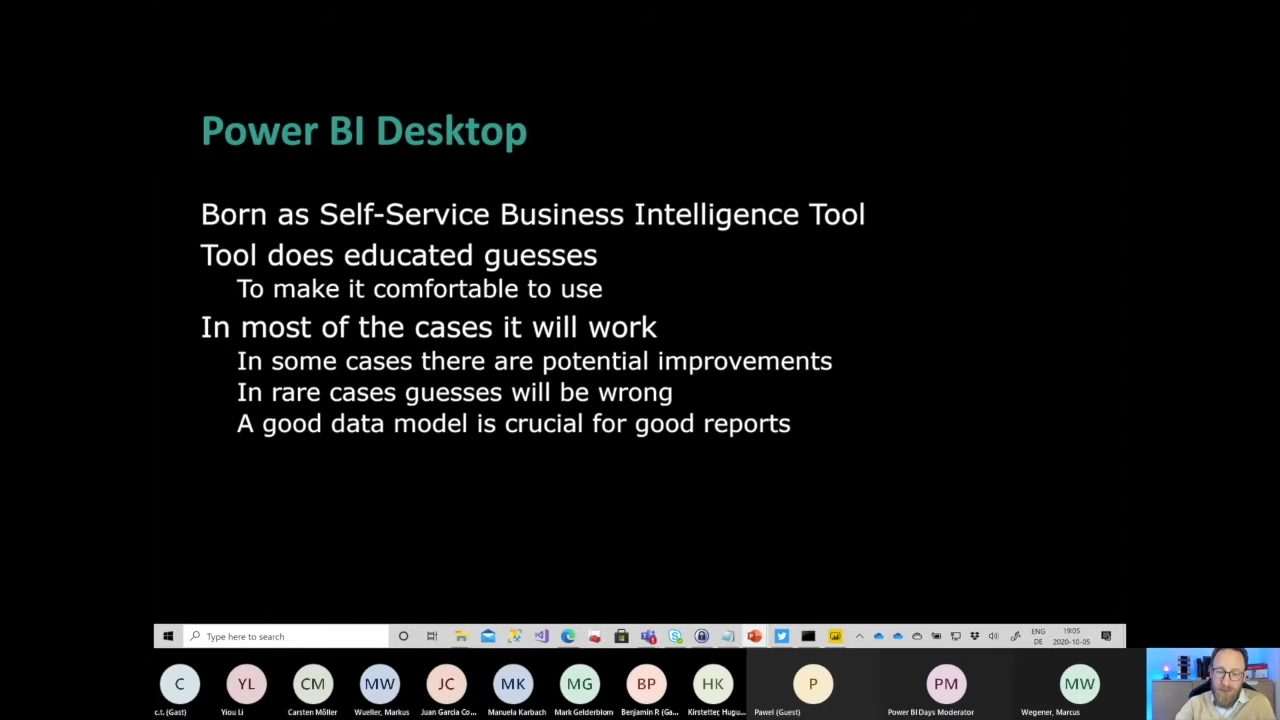 Power BI Desktop
Born as Self-Service Business Intelligence Tool
Tool does educated guesses
To make it comfortable to use
In most of the cases it will work
In some cases there are potential improvements
In rare cases guesses will be wrong
A good data model is crucial for good reports
Type here to search
ENG
DE
19:05
2020-10-05
C
YL
CM
MW
JC
MK
MG
BP
HK
P
PM
MW
c.t. (Gast)
Yiou Li
Carsten Möller
Wueller, Markus
Juan Garcia Co...
Manuela Karbach
Mark Gelderblom
Benjamin R (Ga...
Kirstetter, Hugu...
Pawel (Guest)
Power BI Days Moderator
Wegener, Marcus